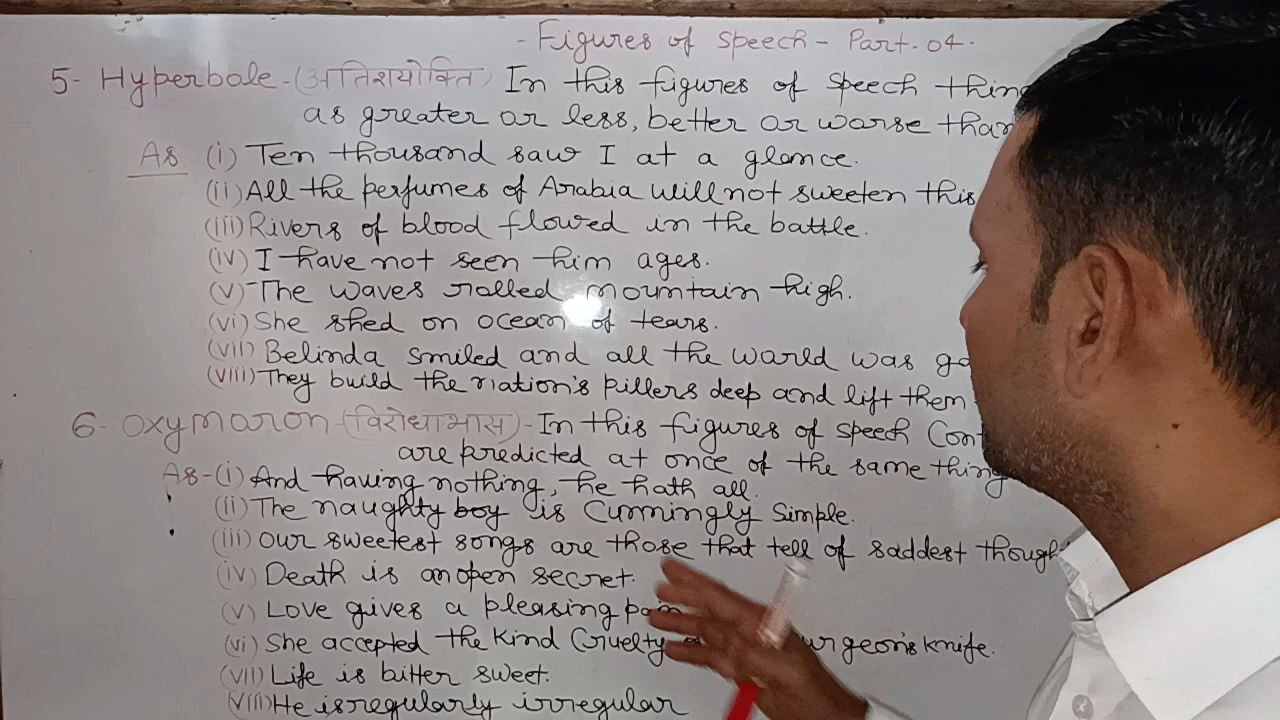 - Figures of speech - Part-04.
5- Hyperbole - (अतिशयोक्ति) In this figures of speech
as greater or less, better or worse than
As (i) Ten thousand saw I at a glance.
(ii) All the perfumes of Arabia will not sweeten this
(iii) Rivers of blood flowed in the battle.
(iv) I have not seen him ages.
(v) The waves rolled mountain high.
(vi) She shed on ocean of tears.
(vii) Belinda smiled and all the world was
(viii) They build the nation's pillers deep and lift them
6- Oxymoron - (विरोधाभास) - In this figures of speech
are predicted at once of the same thing
As - (i) And having nothing, he hath all.
(ii) The naughty boy is Cunningly Simple.
(iii) Our sweetest songs are those that tell of saddest
(iv) Death is an open secret.
(v) Love gives a pleasing pain
(vi) She accepted the Kind Cruelty knife.
(vii) Life is bitter sweet.
(viii) He is regularly irregular